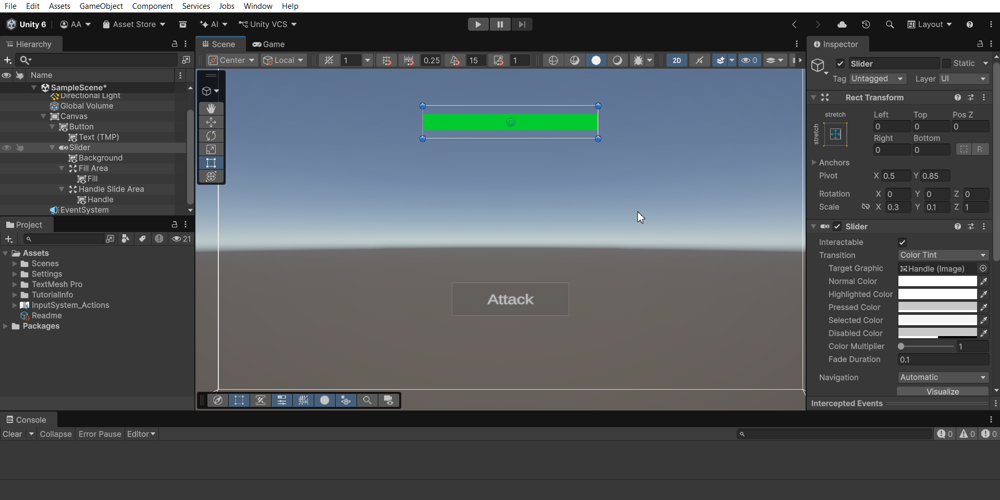 File Edit Assets GameObject Component Services Jobs Window Help
Unity 6 AA Asset Store AI Unity VCS Layout
Hierarchy
Name
SampleScene*
Directional Light
Global Volume
Canvas
Button
Text (TMP)
Slider
Background
Fill Area
Fill
Handle Slide Area
Handle
EventSystem
Project
21
Assets
Scenes
Settings
TextMesh Pro
TutorialInfo
InputSystem_Actions
Readme
Packages
Scene Game
Center Local 1 0.25 15 1 2D 0
Attack
Inspector
Slider Static
Tag Untagged Layer UI
Rect Transform
stretch Left Top Pos Z
stretch 0 0 0
Right Bottom
0 0 R
Anchors
Pivot X 0.5 Y 0.85
Rotation X 0 Y 0 Z 0
Scale X 0.3 Y 0.1 Z 1
Slider
Interactable
Transition Color Tint
Target Graphic Handle (Image)
Normal Color
Highlighted Color
Pressed Color
Selected Color
Disabled Color
Color Multiplier 1
Fade Duration 0.1
Navigation Automatic
Visualize
Intercepted Events
Console
Clear Collapse Error Pause Editor 0 0 0